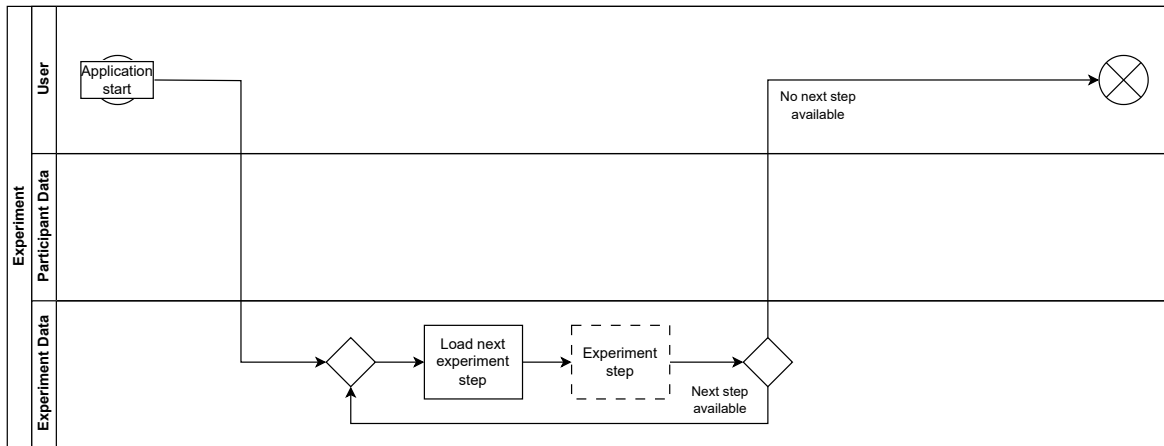 Experiment
User
Application
start
No next step
available
Participant Data
Experiment Data
Load next
experiment
step
Experiment
step
Next step
available